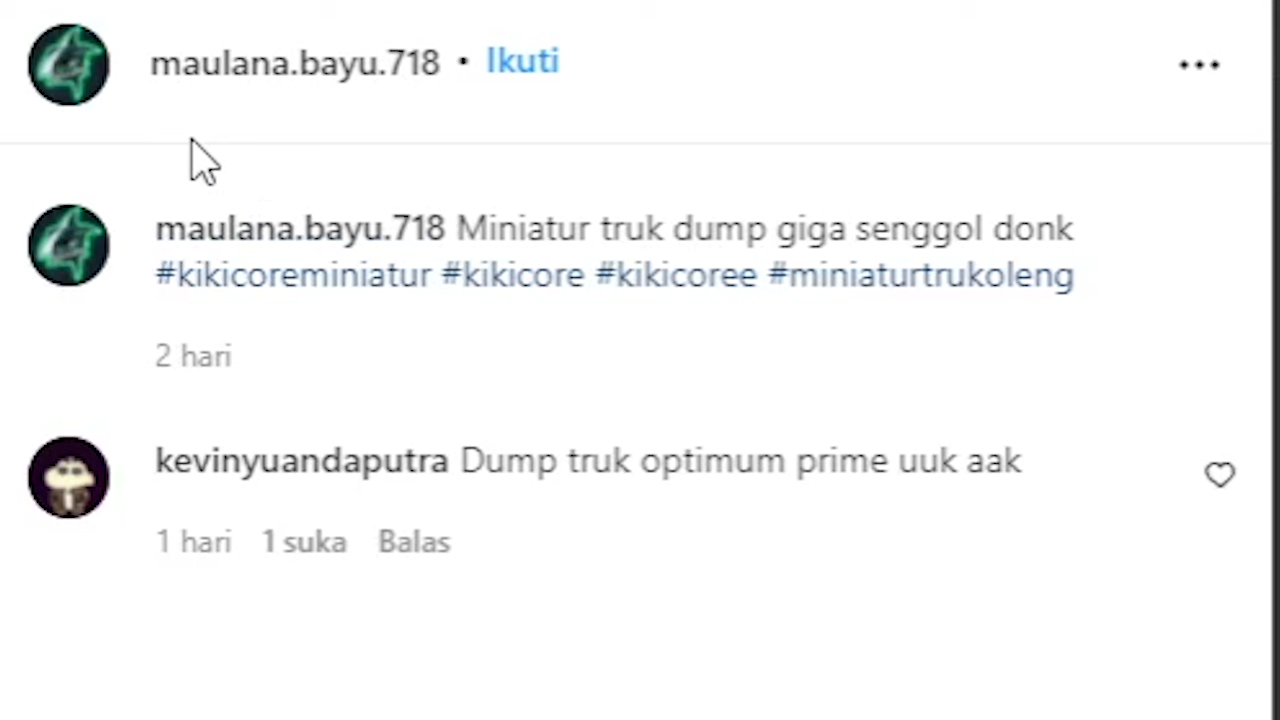 maulana.bayu.718 • Ikuti
maulana.bayu.718 Miniatur truk dump giga senggol donk
#kikicoreminiatur #kikicore #kikicoree #miniaturtrukoleng
2 hari
kevinyuandaputra Dump truk optimum prime uuk aak
1 hari 1 suka Balas